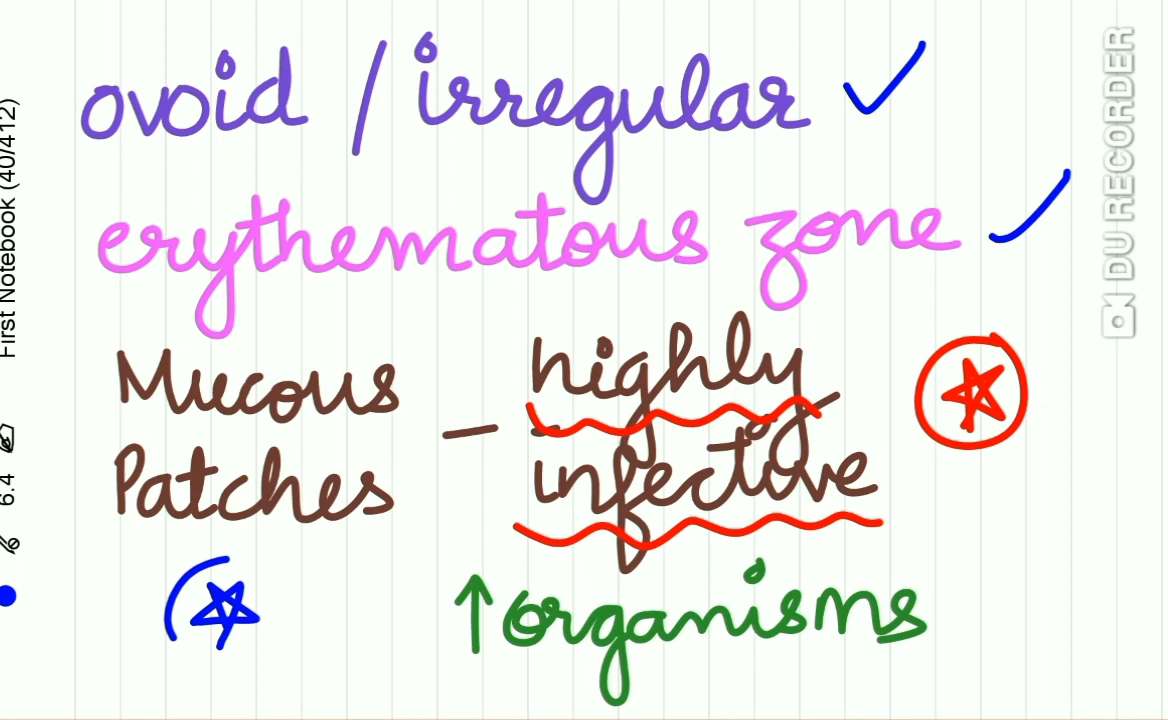 ovoid / irregular
erythematous zone
Mucous Patches - highly infective
↑ organisms
First Notebook (40/412)
6.4
DU RECORDER